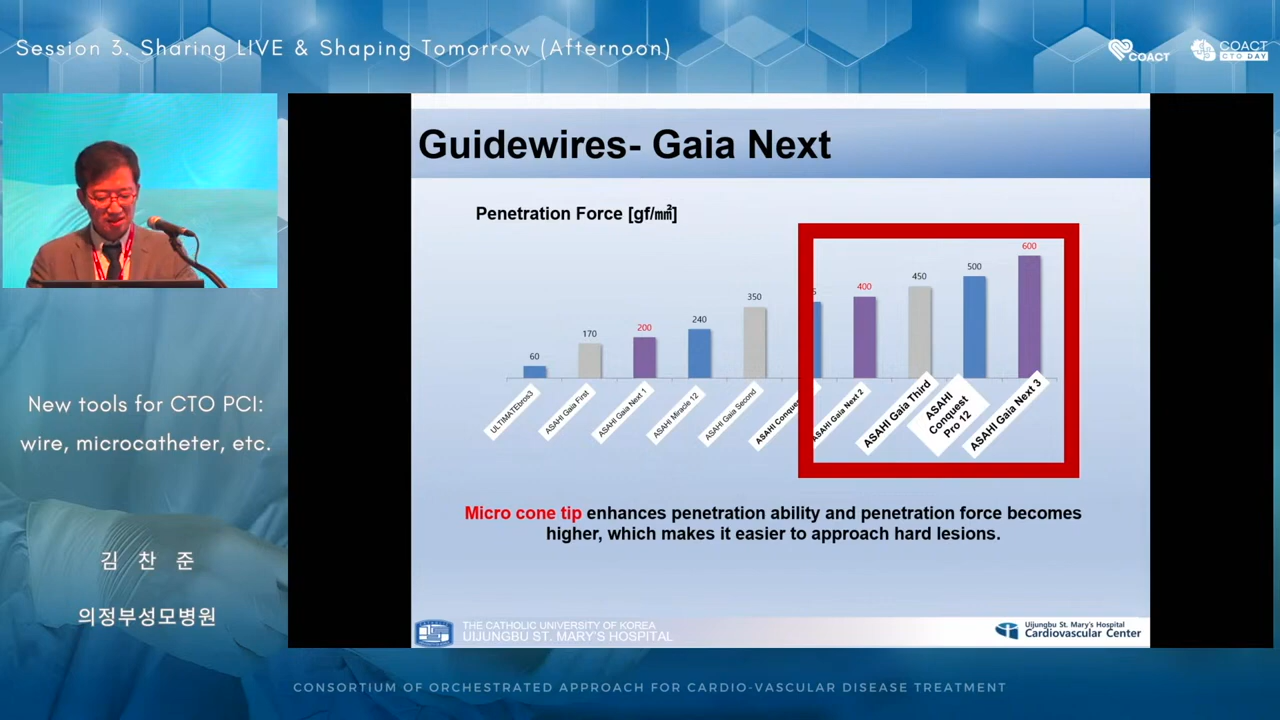 Session 3. Sharing LIVE & Shaping Tomorrow (Afternoon)
COACT
COACT
CTO DAY
Guidewires- Gaia Next
Penetration Force [gf/㎟]
60
170
200
240
350
5
400
450
500
600
ULTIMATEbros3
ASAHI Gaia First
ASAHI Gaia Next 1
ASAHI Miracle 12
ASAHI Gaia Second
ASAHI
ASAHI Gaia Next 2
ASAHI Gaia Third
ASAHI
Conquest
Pro 12
ASAHI Gaia Next 3
Micro cone tip enhances penetration ability and penetration force becomes
higher, which makes it easier to approach hard lesions.
New tools for CTO PCI:
wire, microcatheter, etc.
김 찬 준
의정부성모병원
THE CATHOLIC UNIVERSITY OF KOREA
UIJUNGBU ST. MARY'S HOSPITAL
Uijungbu St. Mary's Hospital
Cardiovascular Center
CONSORTIUM OF ORCHESTRATED APPROACH FOR CARDIO-VASCULAR DISEASE TREATMENT